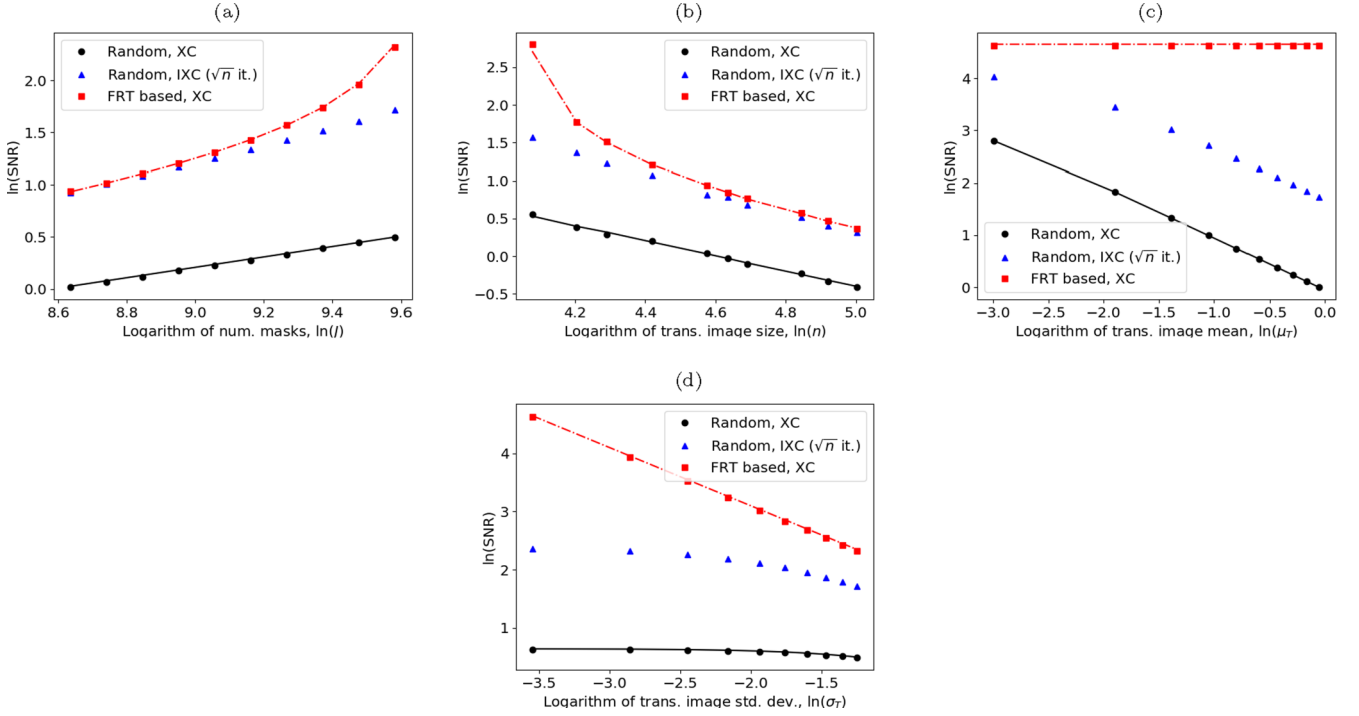 (a)
2.0
1.5
1.0
0.5
0.0
ln(SNR)
Random, XC
Random, IXC (√n it.)
FRT based, XC
8.6 8.8 9.0 9.2 9.4 9.6
Logarithm of num. masks, ln(J)
(b)
2.5
2.0
1.5
1.0
0.5
0.0
−0.5
ln(SNR)
Random, XC
Random, IXC (√n it.)
FRT based, XC
4.2 4.4 4.6 4.8 5.0
Logarithm of trans. image size, ln(n)
(c)
4
3
2
1
0
ln(SNR)
Random, XC
Random, IXC (√n it.)
FRT based, XC
−3.0 −2.5 −2.0 −1.5 −1.0 −0.5 0.0
Logarithm of trans. image mean, ln(μ_T)
(d)
4
3
2
1
ln(SNR)
Random, XC
Random, IXC (√n it.)
FRT based, XC
−3.5 −3.0 −2.5 −2.0 −1.5
Logarithm of trans. image std. dev., ln(σ_T)